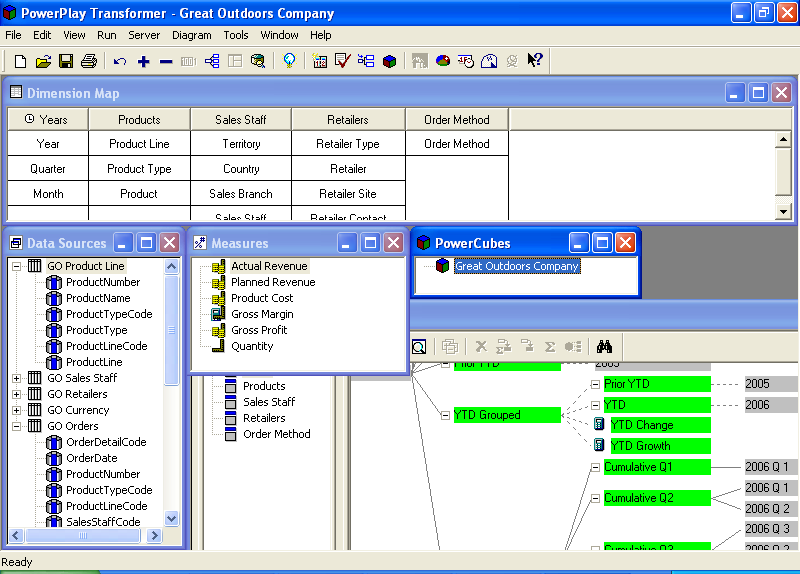 PowerPlay Transformer - Great Outdoors Company
File Edit View Run Server Diagram Tools Window Help
Dimension Map
Years Products Sales Staff Retailers Order Method
Year Product Line Territory Retailer Type Order Method
Quarter Product Type Country Retailer
Month Product Sales Branch Retailer Site
Sales Staff Retailer Contact
Data Sources
GO Product Line
ProductNumber
ProductName
ProductTypeCode
ProductType
ProductLineCode
ProductLine
GO Sales Staff
GO Retailers
GO Currency
GO Orders
OrderDetailCode
OrderDate
ProductNumber
ProductTypeCode
ProductLineCode
SalesStaffCode
Measures
Actual Revenue
Planned Revenue
Product Cost
Gross Margin
Gross Profit
Quantity
PowerCubes
Great Outdoors Company
Products
Sales Staff
Retailers
Order Method
Prior YTD 2005
YTD Grouped
Prior YTD 2005
YTD 2006
YTD Change
YTD Growth
Cumulative Q1 2006 Q 1
2006 Q 1
Cumulative Q2
2006 Q 2
2006 Q 3
Cumulative Q3 2006 Q 2
Ready